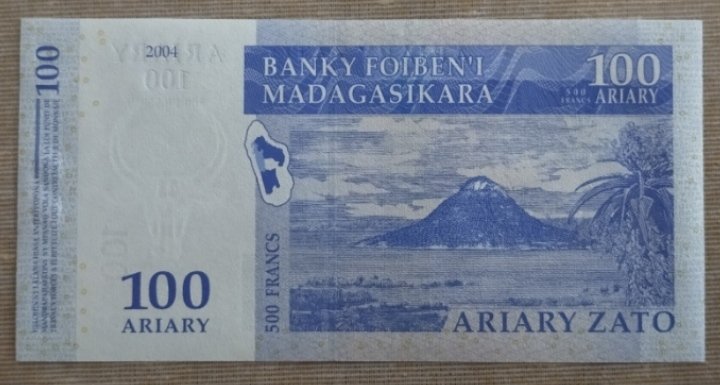 100
2004
BANKY FOIBEN'I
MADAGASIKARA
500
FRANCS
100
ARIARY
500 FRANCS
100
ARIARY
ARIARY ZATO